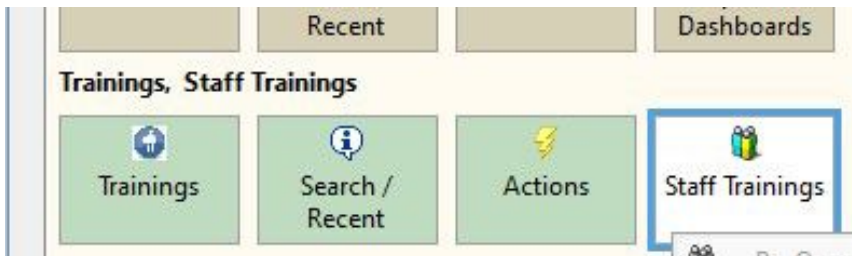 Recent
Dashboards
Trainings, Staff Trainings
Trainings
Search /
Recent
Actions
Staff Trainings